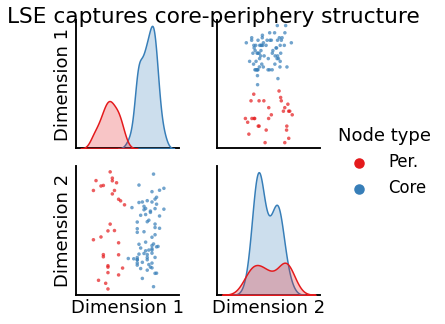 LSE captures core-periphery structure
Dimension 1
Node type
Per.
Core
Dimension 2
Dimension 1
Dimension 2